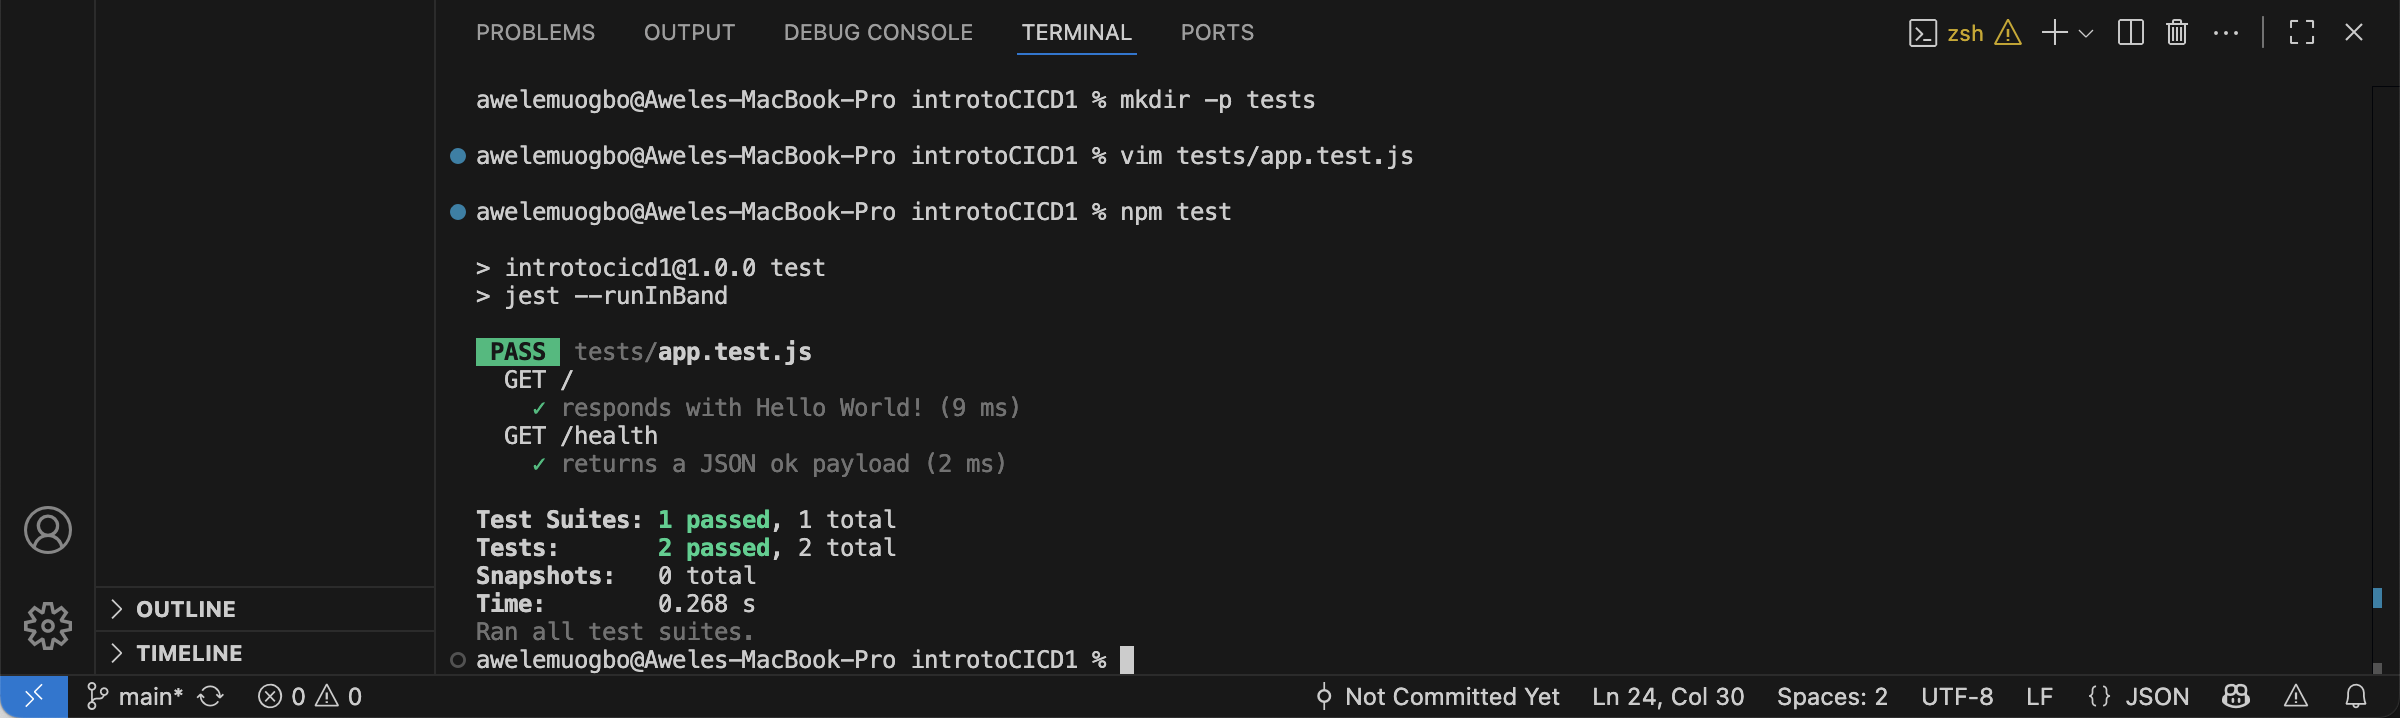 PROBLEMS OUTPUT DEBUG CONSOLE TERMINAL PORTS zsh
awelemuogbo@Aweles-MacBook-Pro introtoCICD1 % mkdir -p tests
awelemuogbo@Aweles-MacBook-Pro introtoCICD1 % vim tests/app.test.js
awelemuogbo@Aweles-MacBook-Pro introtoCICD1 % npm test
> introtocicd1@1.0.0 test
> jest --runInBand
PASS tests/app.test.js
GET /
✓ responds with Hello World! (9 ms)
GET /health
✓ returns a JSON ok payload (2 ms)
Test Suites: 1 passed, 1 total
Tests: 2 passed, 2 total
Snapshots: 0 total
Time: 0.268 s
Ran all test suites.
awelemuogbo@Aweles-MacBook-Pro introtoCICD1 %
OUTLINE
TIMELINE
main* 0 0 Not Committed Yet Ln 24, Col 30 Spaces: 2 UTF-8 LF {} JSON